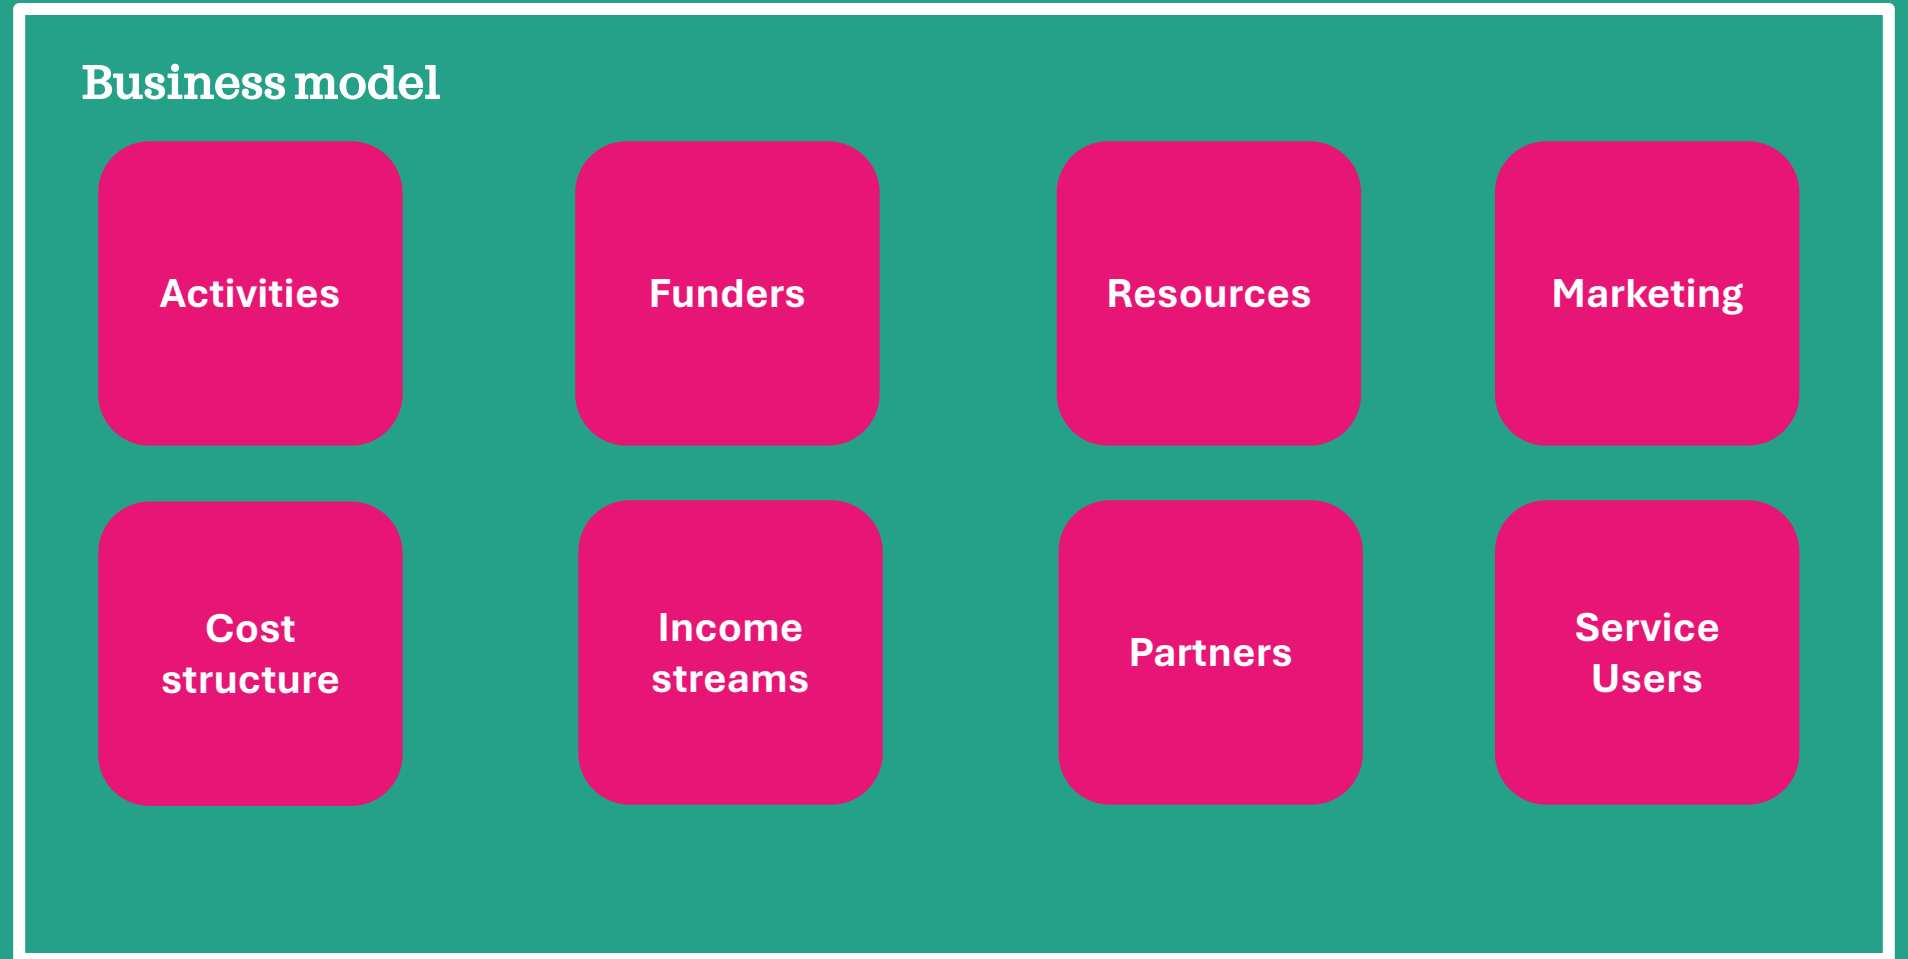 Business model
Activities
Funders
Resources
Marketing
Cost
structure
Income
streams
Partners
Service
Users